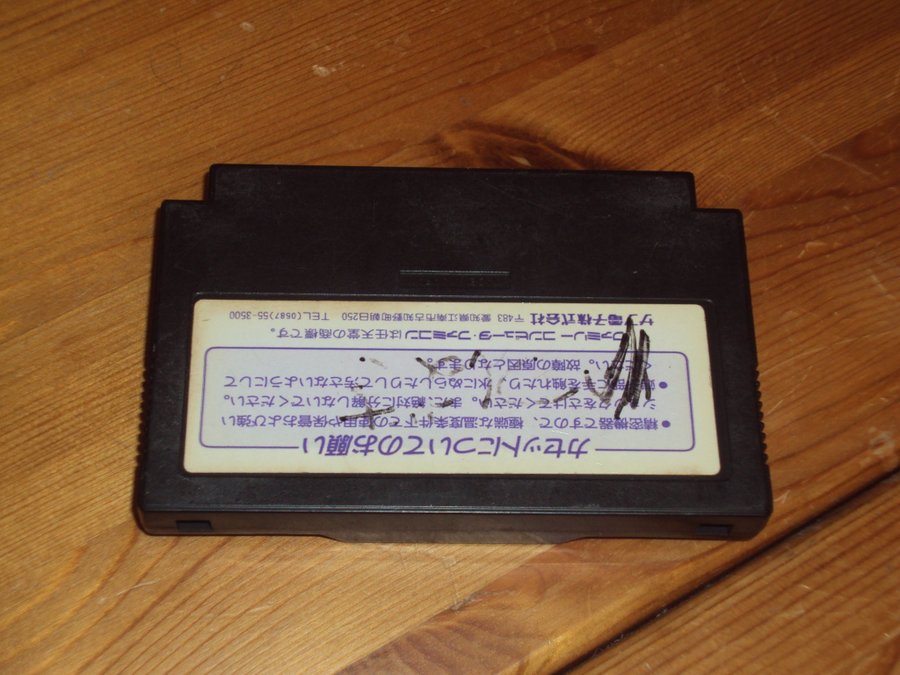 カセットについてのお願い
●精密機器ですので、極端な温度条件下での使用や保管および強い
ショックをさけてください。また、絶対に分解しないでください。
●端子部に手を触れたり、水にぬらしたりして汚さないようにして
ください。故障の原因となります。
ファミリー コンピュータ・ファミコンは任天堂の商標です。
サン電子株式会社 〒483 愛知県江南市古知野町朝日250 TEL(0587)55-3500